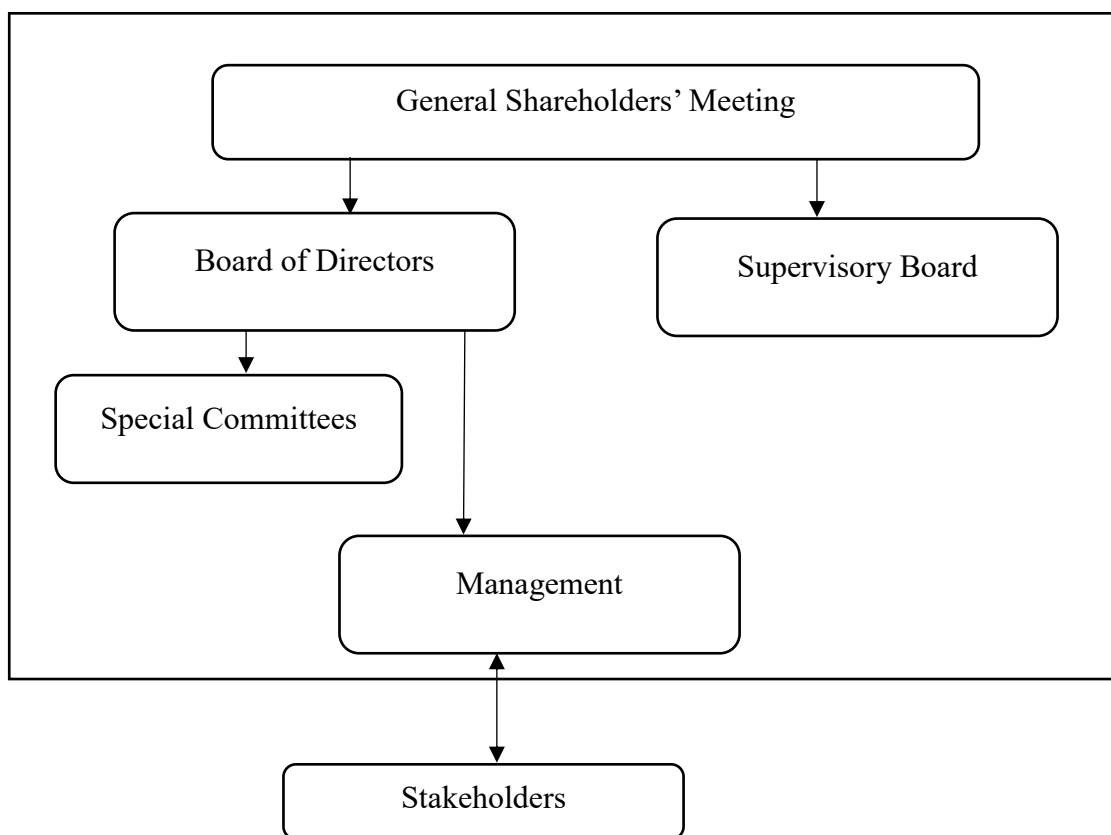 General Shareholders’ Meeting
Board of Directors
Supervisory Board
Special Committees
Management
Stakeholders